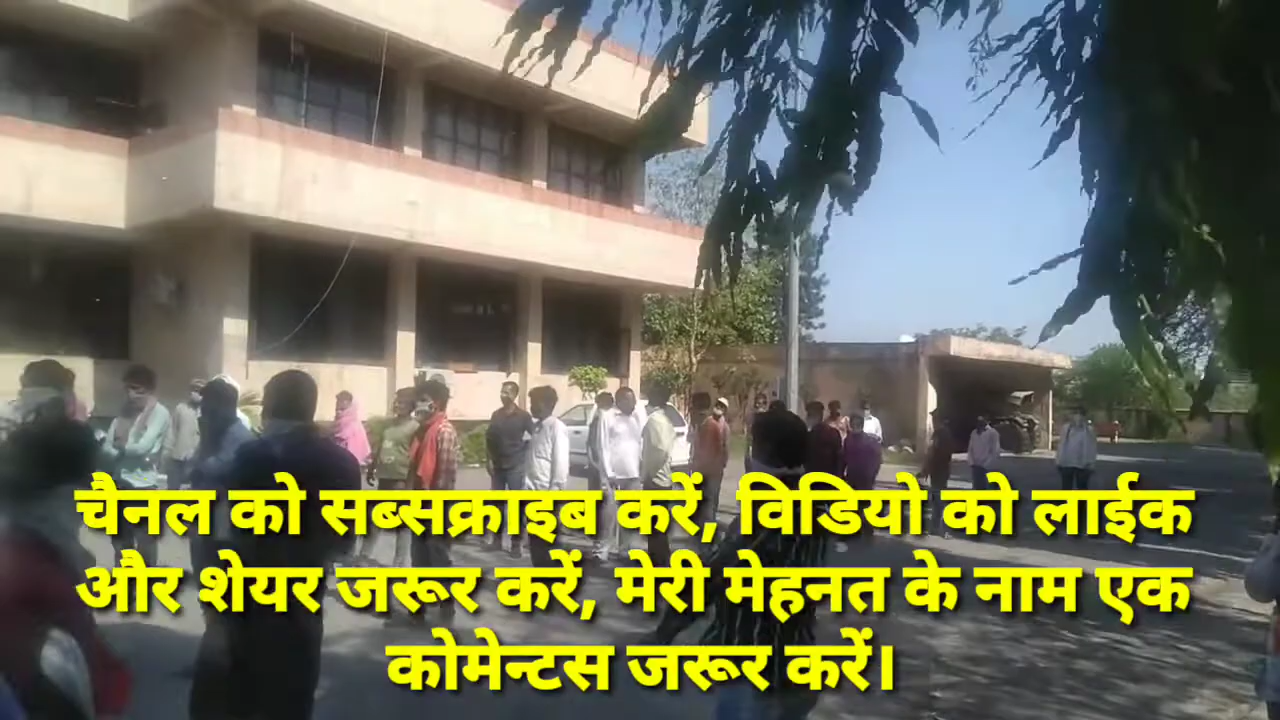 चैनल को सब्सक्राइब करें, विडियो को लाईक
और शेयर जरूर करें, मेरी मेहनत के नाम एक
कोमेन्टस जरूर करें।